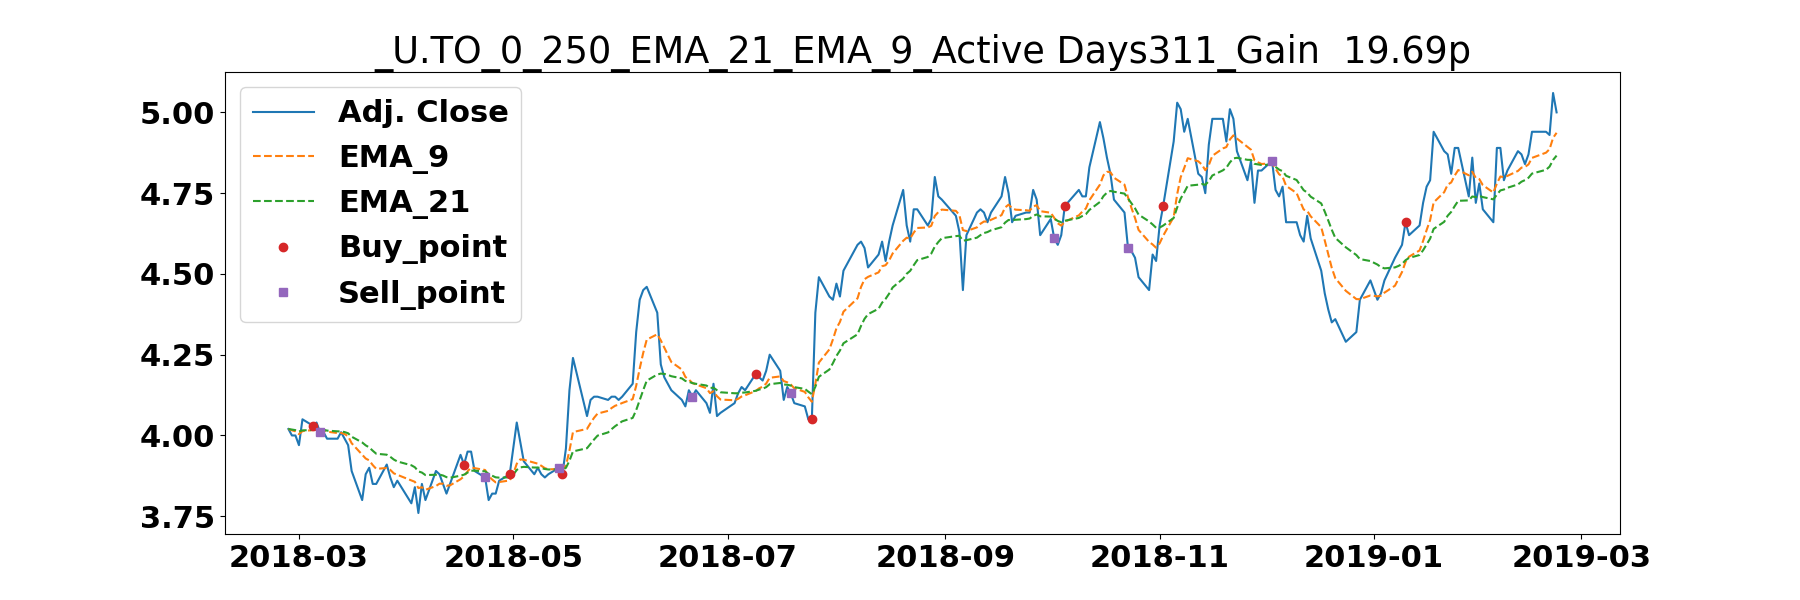 _U.TO_0_250_EMA_21_EMA_9_Active Days311_Gain  19.69p
5.00
4.75
4.50
4.25
4.00
3.75
Adj. Close
EMA_9
EMA_21
Buy_point
Sell_point
2018-03 2018-05 2018-07 2018-09 2018-11 2019-01 2019-03